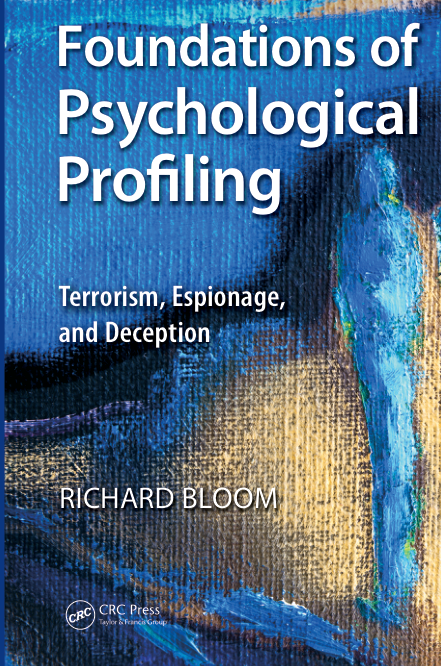 Foundations of
Psychological
Profiling
Terrorism, Espionage,
and Deception
RICHARD BLOOM
CRC
CRC Press
Taylor & Francis Group